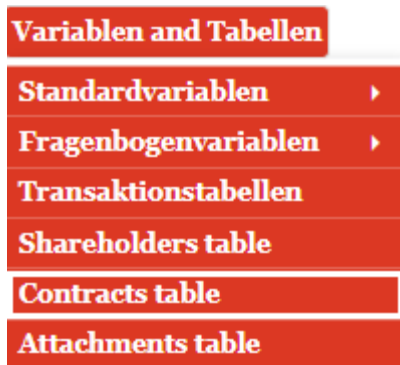 Variablen and Tabellen
Standardvariablen
Fragenbogenvariablen
Transaktionstabellen
Shareholders table
Contracts table
Attachments table